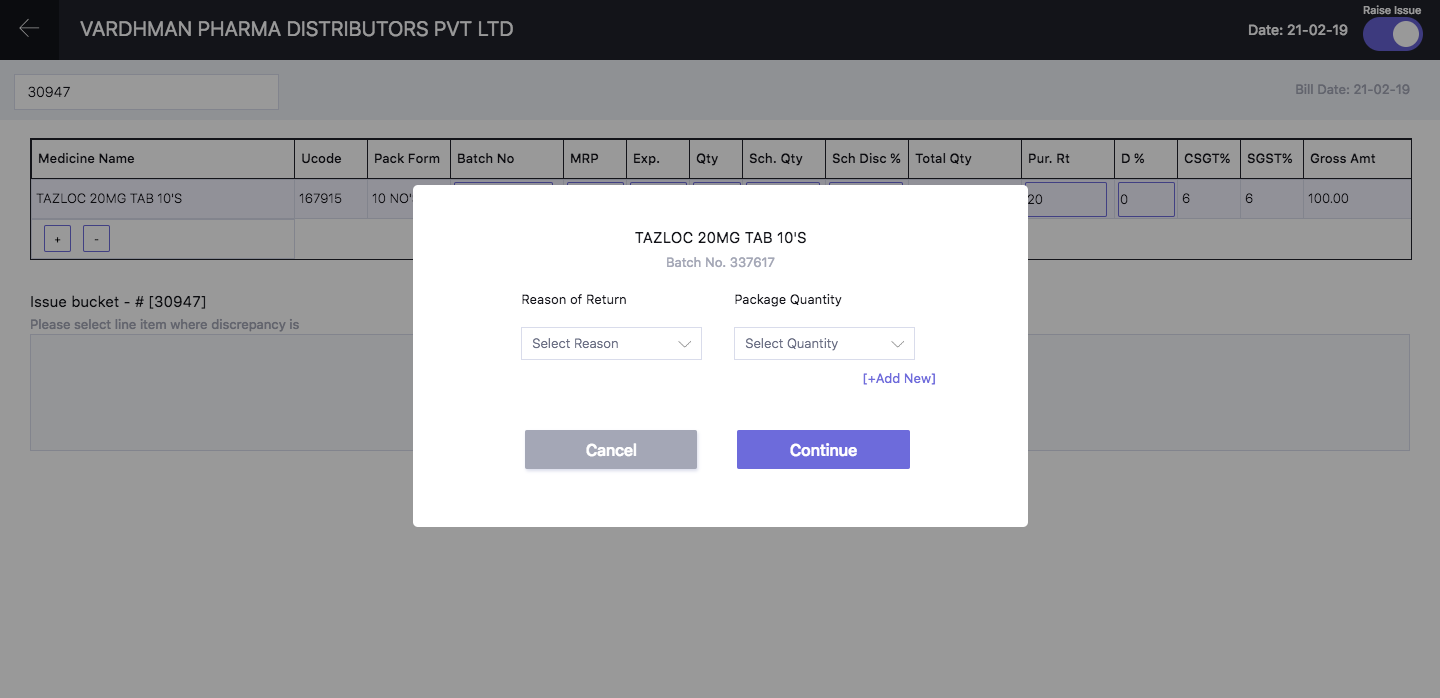 Raise Issue
VARDHMAN PHARMA DISTRIBUTORS PVT LTD
Date: 21-02-19
30947
Bill Date: 21-02-19
Medicine Name Ucode Pack Form Batch No MRP Exp. Qty Sch. Qty Sch Disc % Total Qty Pur. Rt D % CSGT% SGST% Gross Amt
TAZLOC 20MG TAB 10'S 167915 10 NO' 20 0 6 6 100.00
+ -
TAZLOC 20MG TAB 10'S
Batch No. 337617
Reason of Return Package Quantity
Select Reason Select Quantity
[+Add New]
Cancel Continue
Issue bucket - # [30947]
Please select line item where discrepancy is